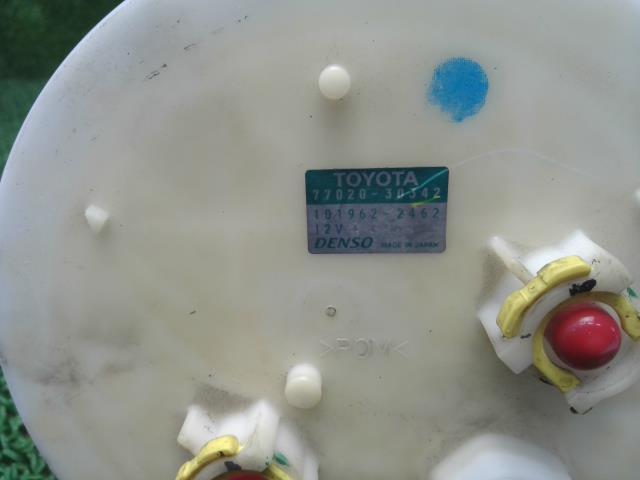 TOYOTA
77020-30342
101962-2462
12V
DENSO MADE IN JAPAN
>POM<